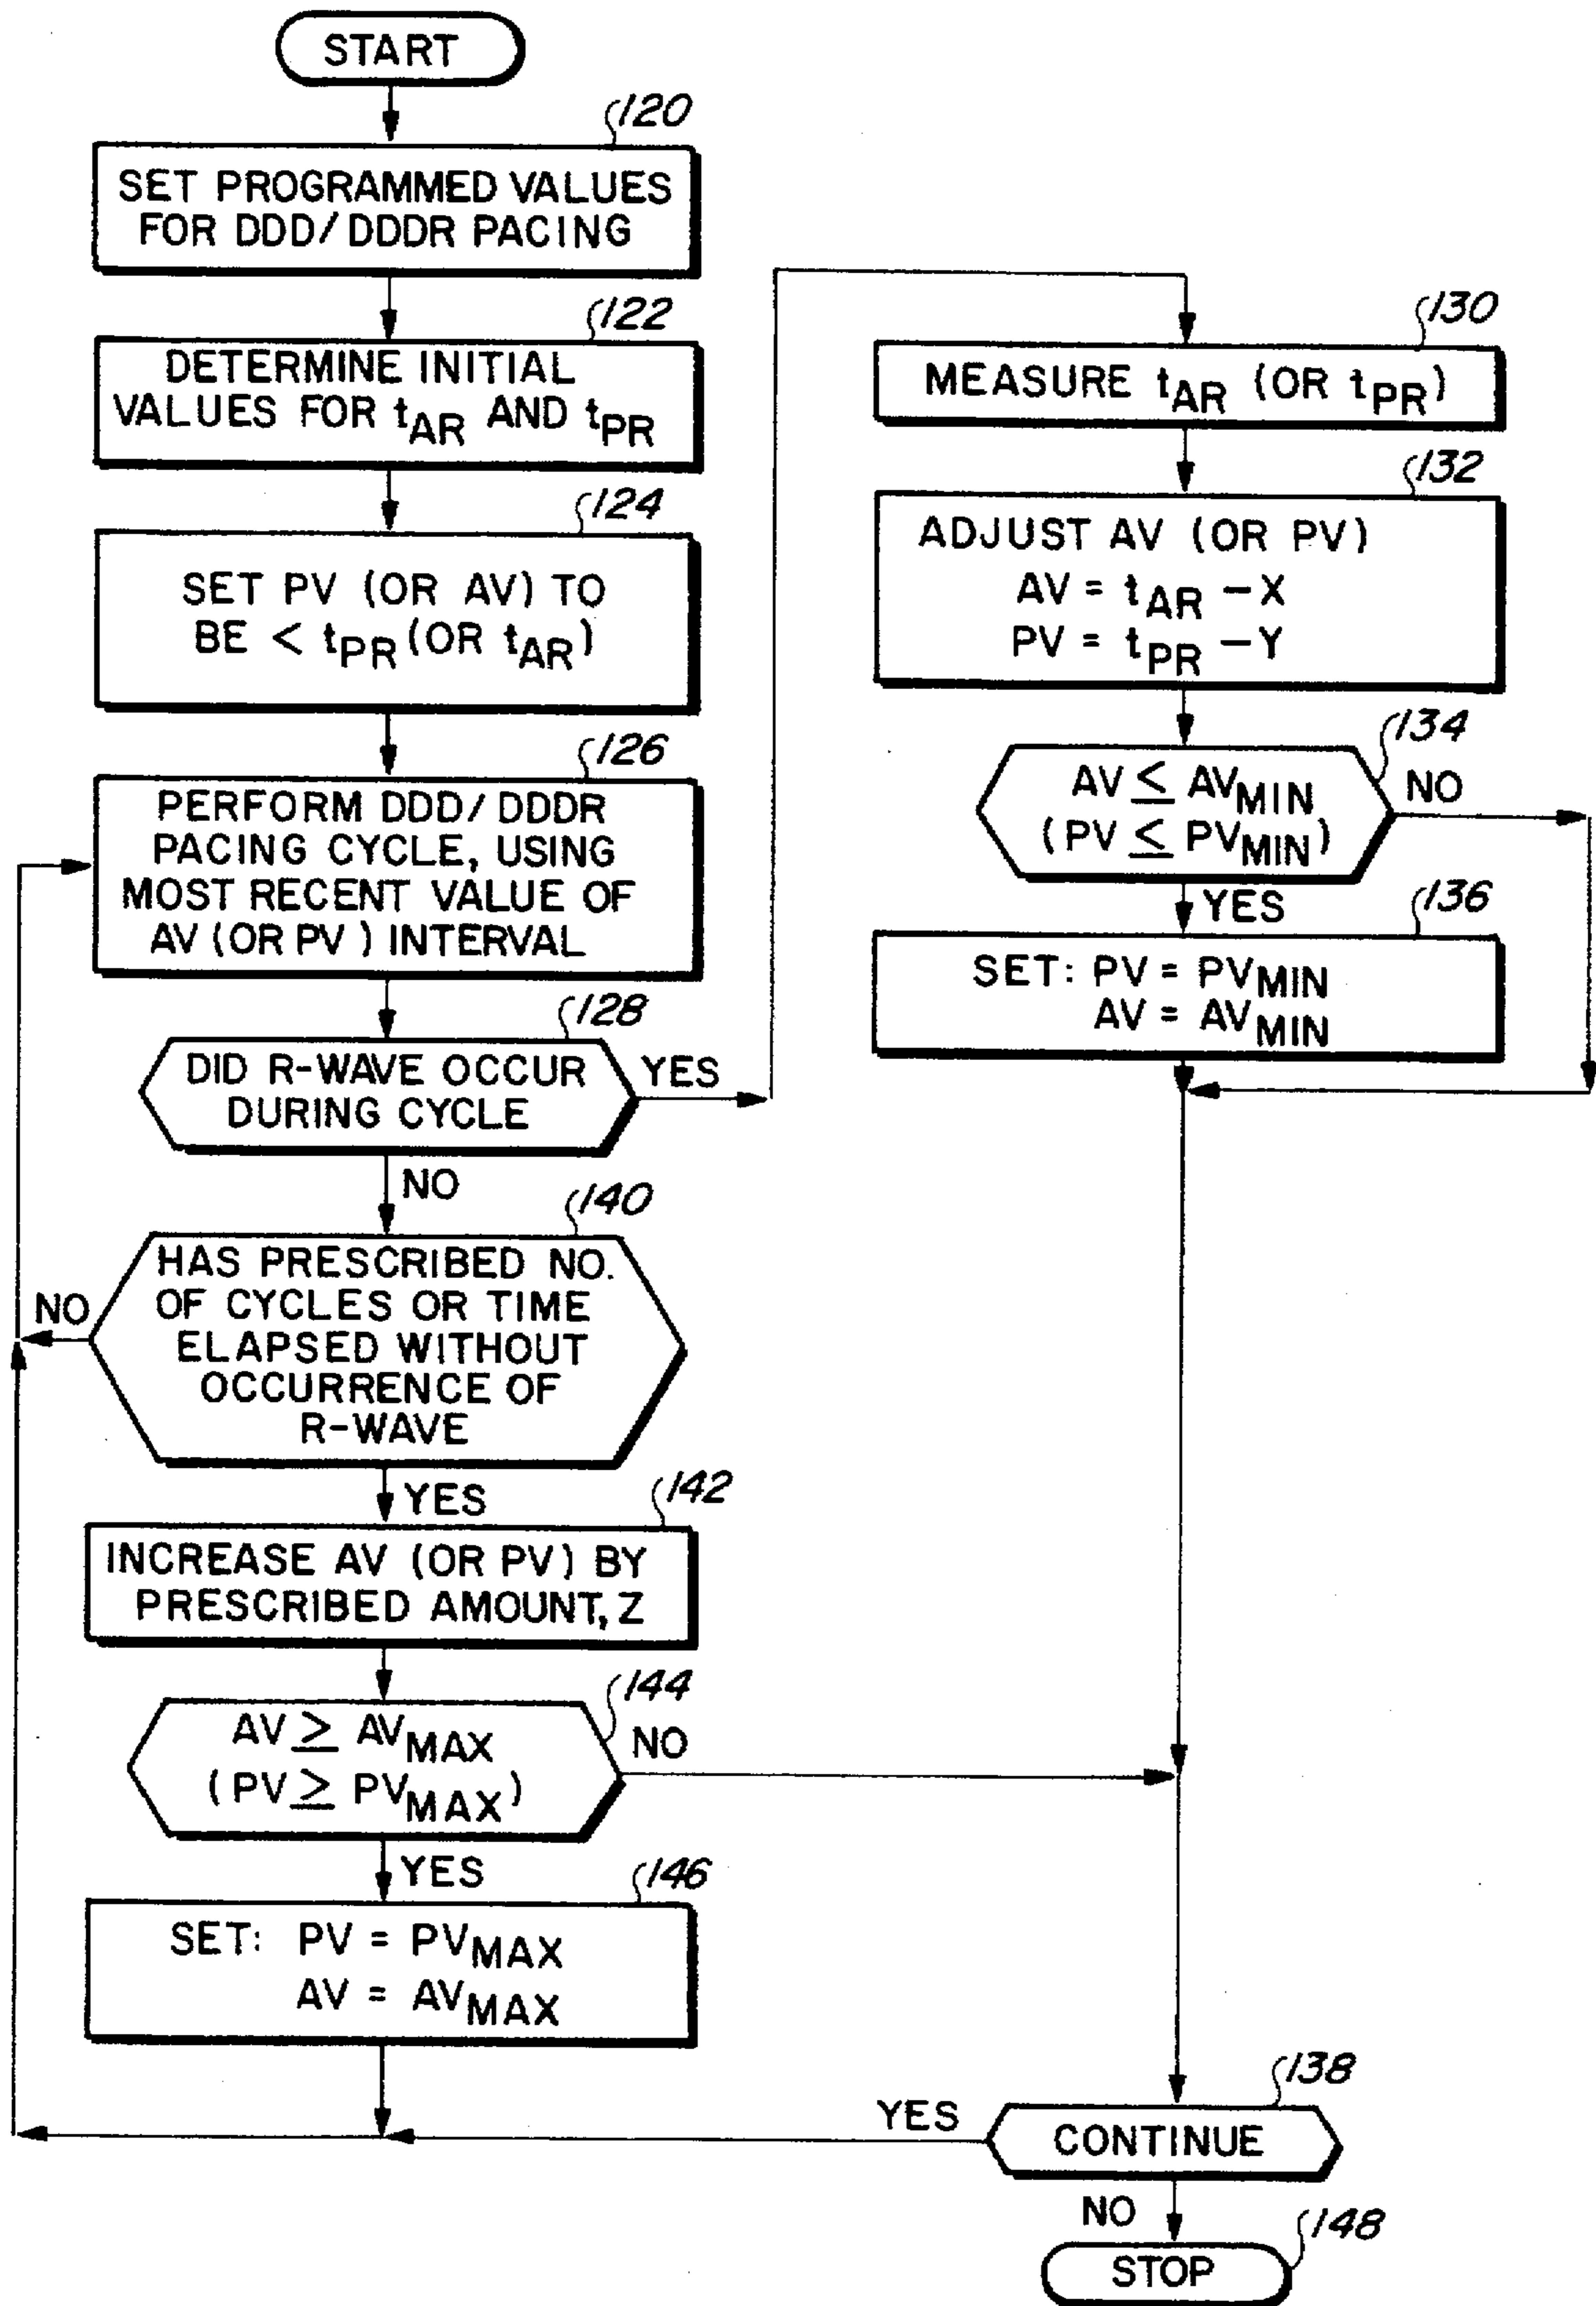 START
120
SET PROGRAMMED VALUES
FOR DDD/DDDR PACING
122
DETERMINE INITIAL
VALUES FOR tAR AND tPR
124
SET PV (OR AV) TO
BE < tPR (OR tAR)
126
PERFORM DDD/DDDR
PACING CYCLE, USING
MOST RECENT VALUE OF
AV (OR PV) INTERVAL
128
DID R-WAVE OCCUR
DURING CYCLE
YES
NO
130
MEASURE tAR (OR tPR)
132
ADJUST AV (OR PV)
AV = tAR - X
PV = tPR - Y
134
AV ≤ AVMIN
(PV ≤ PVMIN)
NO
YES
136
SET: PV = PVMIN
AV = AVMIN
140
HAS PRESCRIBED NO.
OF CYCLES OR TIME
ELAPSED WITHOUT
OCCURRENCE OF
R-WAVE
NO
YES
142
INCREASE AV (OR PV) BY
PRESCRIBED AMOUNT, Z
144
AV ≥ AVMAX
(PV ≥ PVMAX)
NO
YES
146
SET: PV = PVMAX
AV = AVMAX
138
CONTINUE
YES
NO
148
STOP